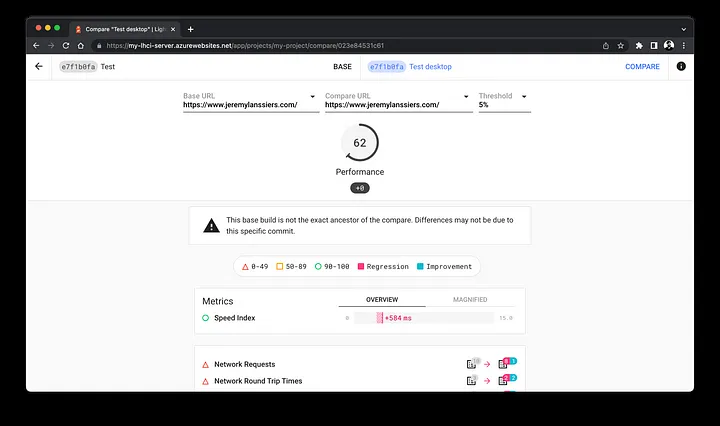 Compare "Test desktop" | Ligh
https://my-lhci-server.azurewebsites.net/app/projects/my-project/compare/023e84531c61
e7f1b0fa Test BASE e7f1b0fa Test desktop COMPARE
Base URL Compare URL Threshold
https://www.jeremylanssiers.com/ https://www.jeremylanssiers.com/ 5%
62
Performance
+0
This base build is not the exact ancestor of the compare. Differences may not be due to
this specific commit.
0-49 50-89 90-100 Regression Improvement
Metrics OVERVIEW MAGNIFIED
Speed Index 0 +584 ms 15.0
Network Requests
Network Round Trip Times 2 2